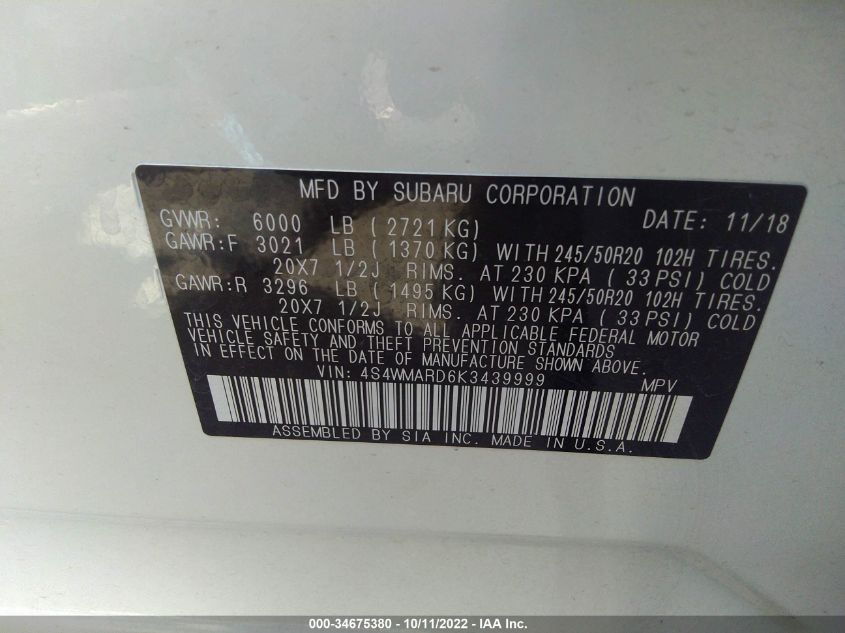 MFD BY SUBARU CORPORATION
GVWR: 6000 LB ( 2721 KG) DATE: 11/18
GAWR:F 3021 LB ( 1370 KG) WITH 245/50R20 102H TIRES.
20X7 1/2J RIMS. AT 230 KPA ( 33 PSI) COLD
GAWR:R 3296 LB ( 1495 KG) WITH 245/50R20 102H TIRES.
20X7 1/2J RIMS. AT 230 KPA ( 33 PSI) COLD
THIS VEHICLE CONFORMS TO ALL APPLICABLE FEDERAL MOTOR
VEHICLE SAFETY AND THEFT PREVENTION STANDARDS
IN EFFECT ON THE DATE OF MANUFACTURE SHOWN ABOVE.
VIN: 4S4WMARD6K3439999 MPV
ASSEMBLED BY SIA INC. MADE IN U.S.A.
000-34675380 - 10/11/2022 - IAA Inc.